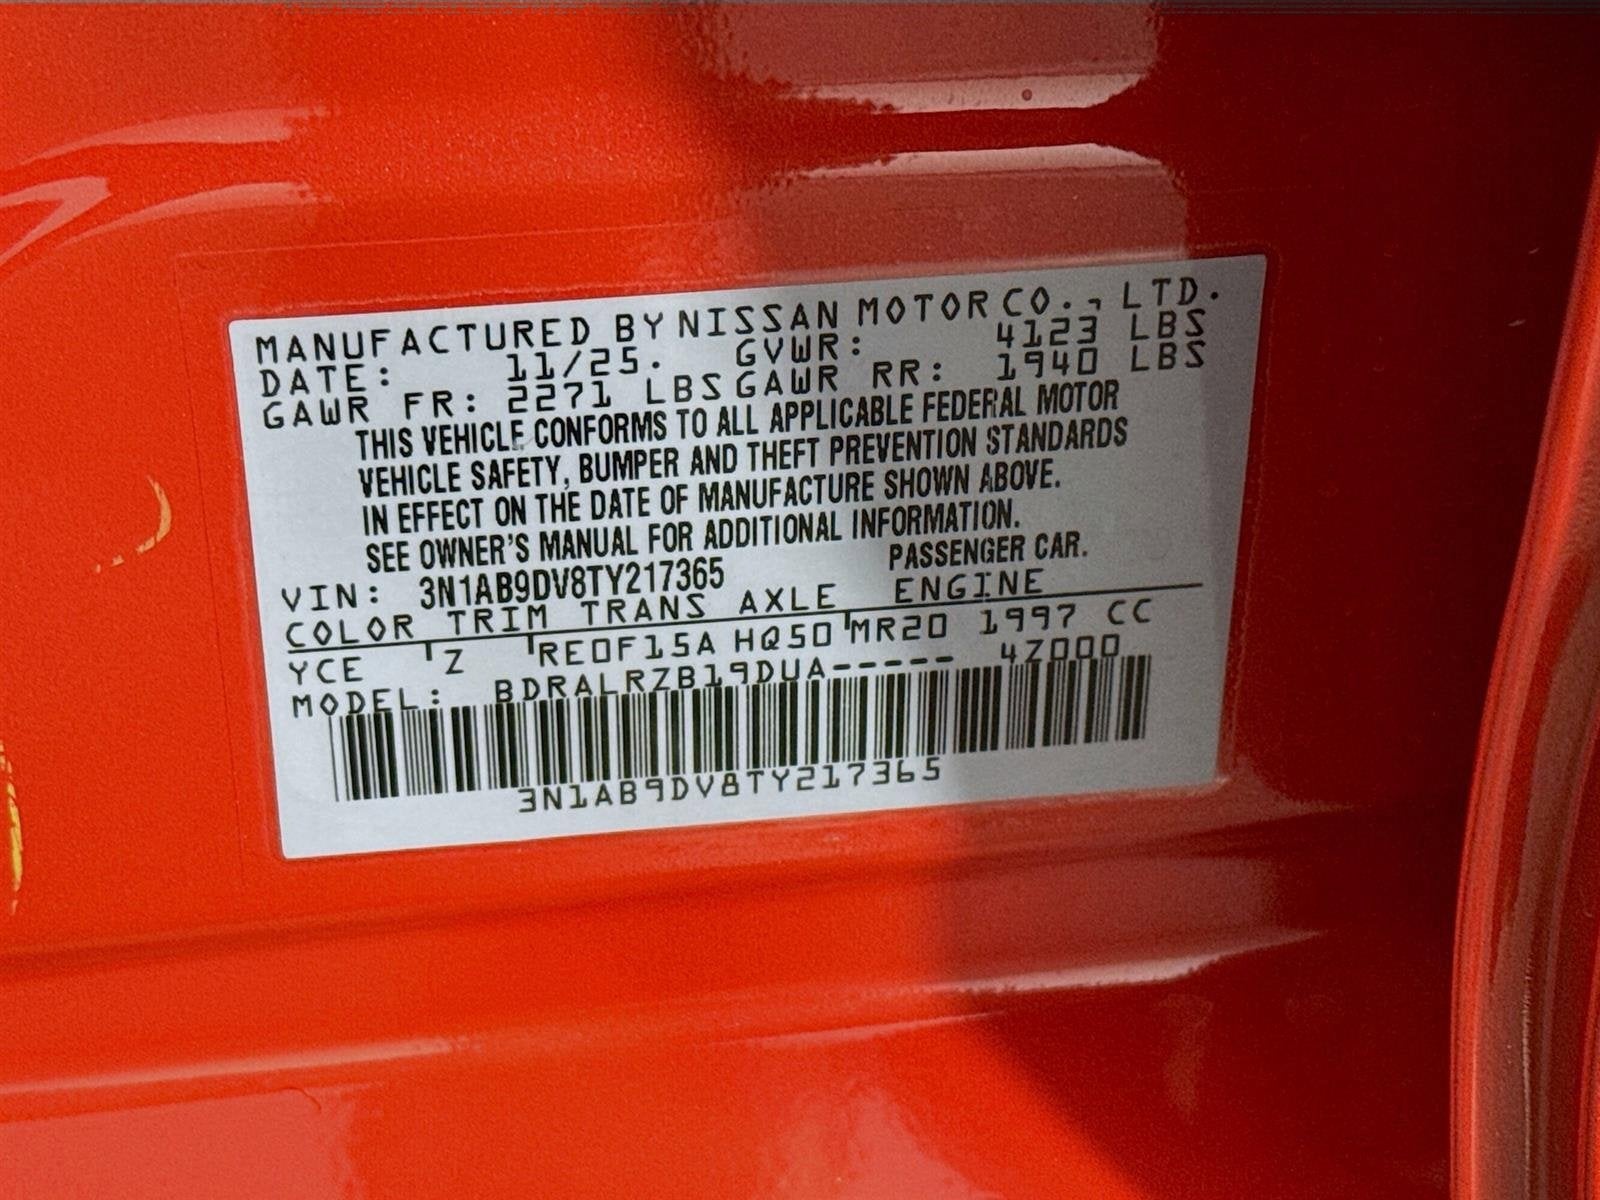 MANUFACTURED BY NISSAN MOTOR CO., LTD.
DATE: 11/25. GVWR: 4123 LBS
GAWR FR: 2271 LBS GAWR RR: 1940 LBS
THIS VEHICLE CONFORMS TO ALL APPLICABLE FEDERAL MOTOR
VEHICLE SAFETY, BUMPER AND THEFT PREVENTION STANDARDS
IN EFFECT ON THE DATE OF MANUFACTURE SHOWN ABOVE.
SEE OWNER'S MANUAL FOR ADDITIONAL INFORMATION.
PASSENGER CAR.
VIN: 3N1AB9DV8TY217365
COLOR TRIM TRANS AXLE ENGINE
YCE Z RE0F15A HQ50 MR20 1997 CC
MODEL: BDRALRZB19DUA----- 4Z000
3N1AB9DV8TY217365